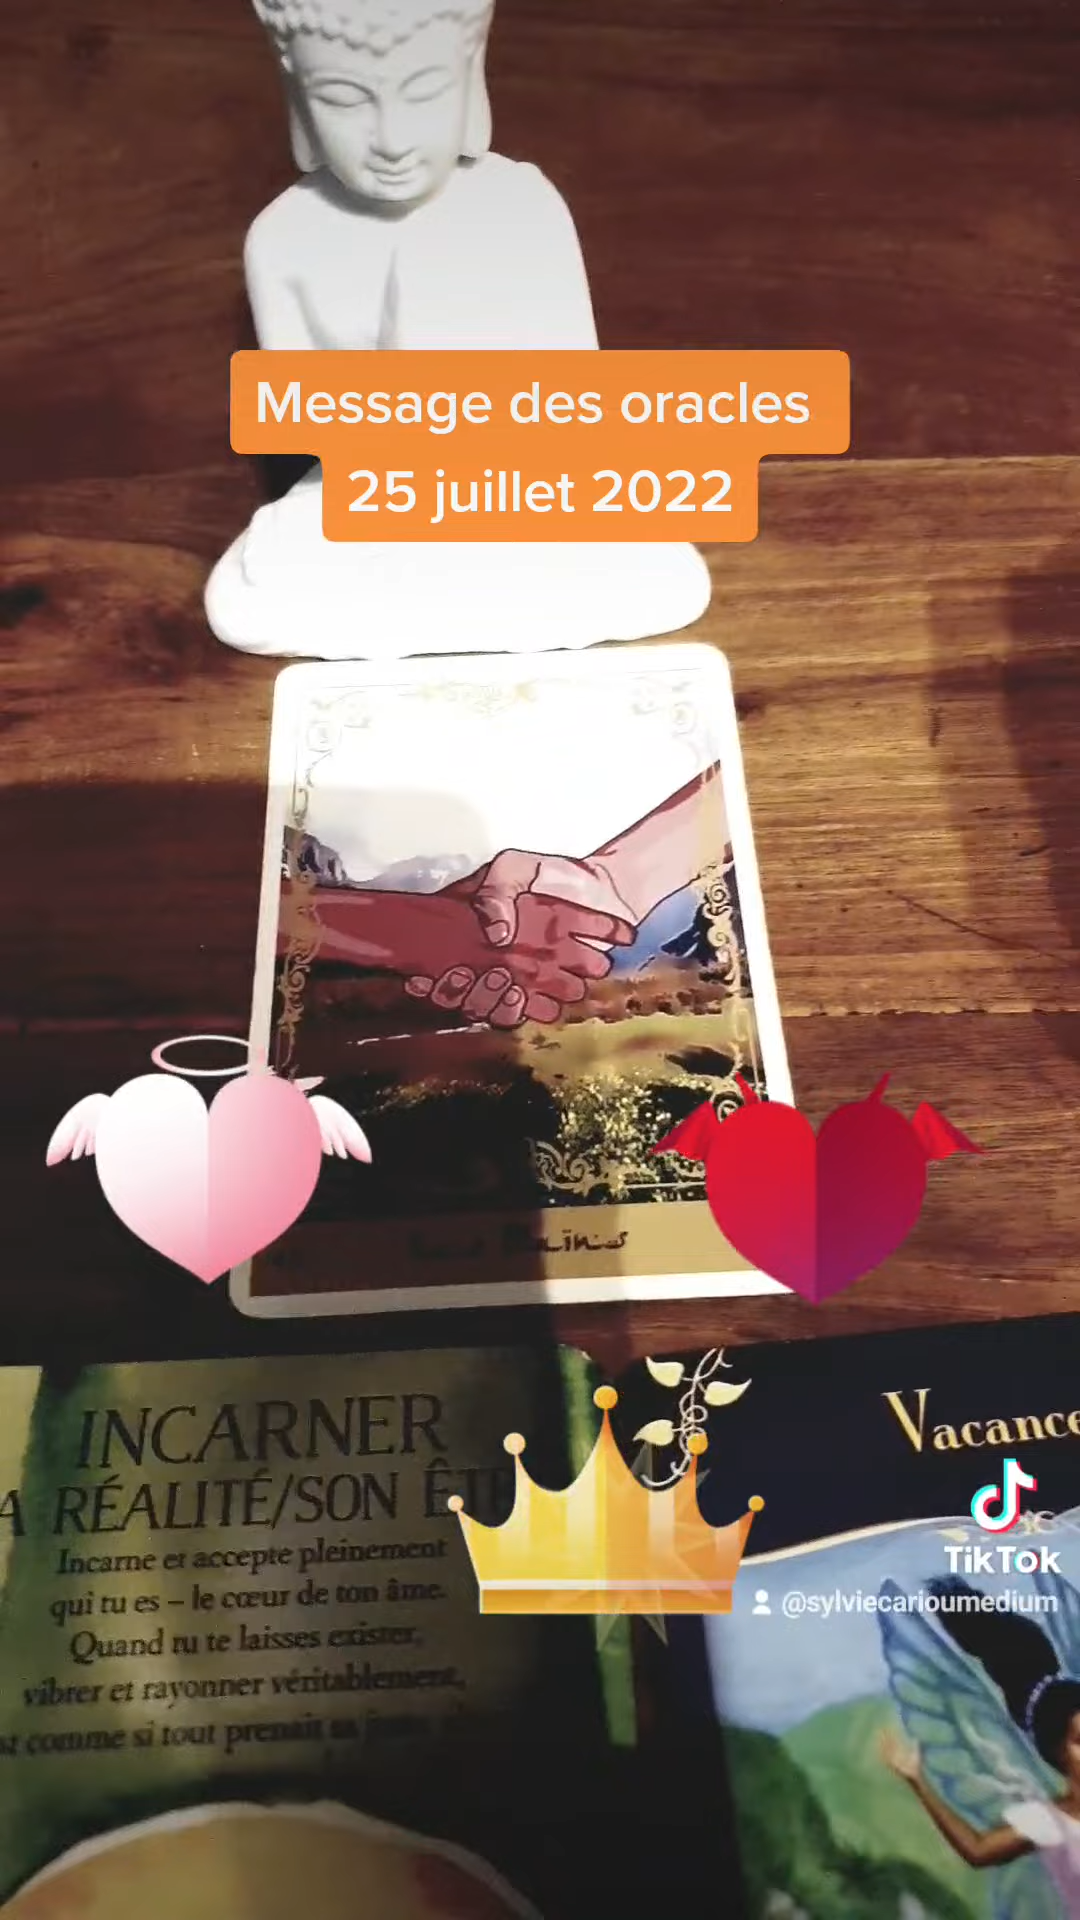 Message des oracles
25 juillet 2022
INCARNER
RÉALITÉ/SON
Incarne et accepte pleinement
qui tu es – le cœur de ton âme.
Quand tu te laisses exister,
vibrer et rayonner véritablement,
comme si tout prenait sa
Vacance
TikTok
@sylviecarioumedium